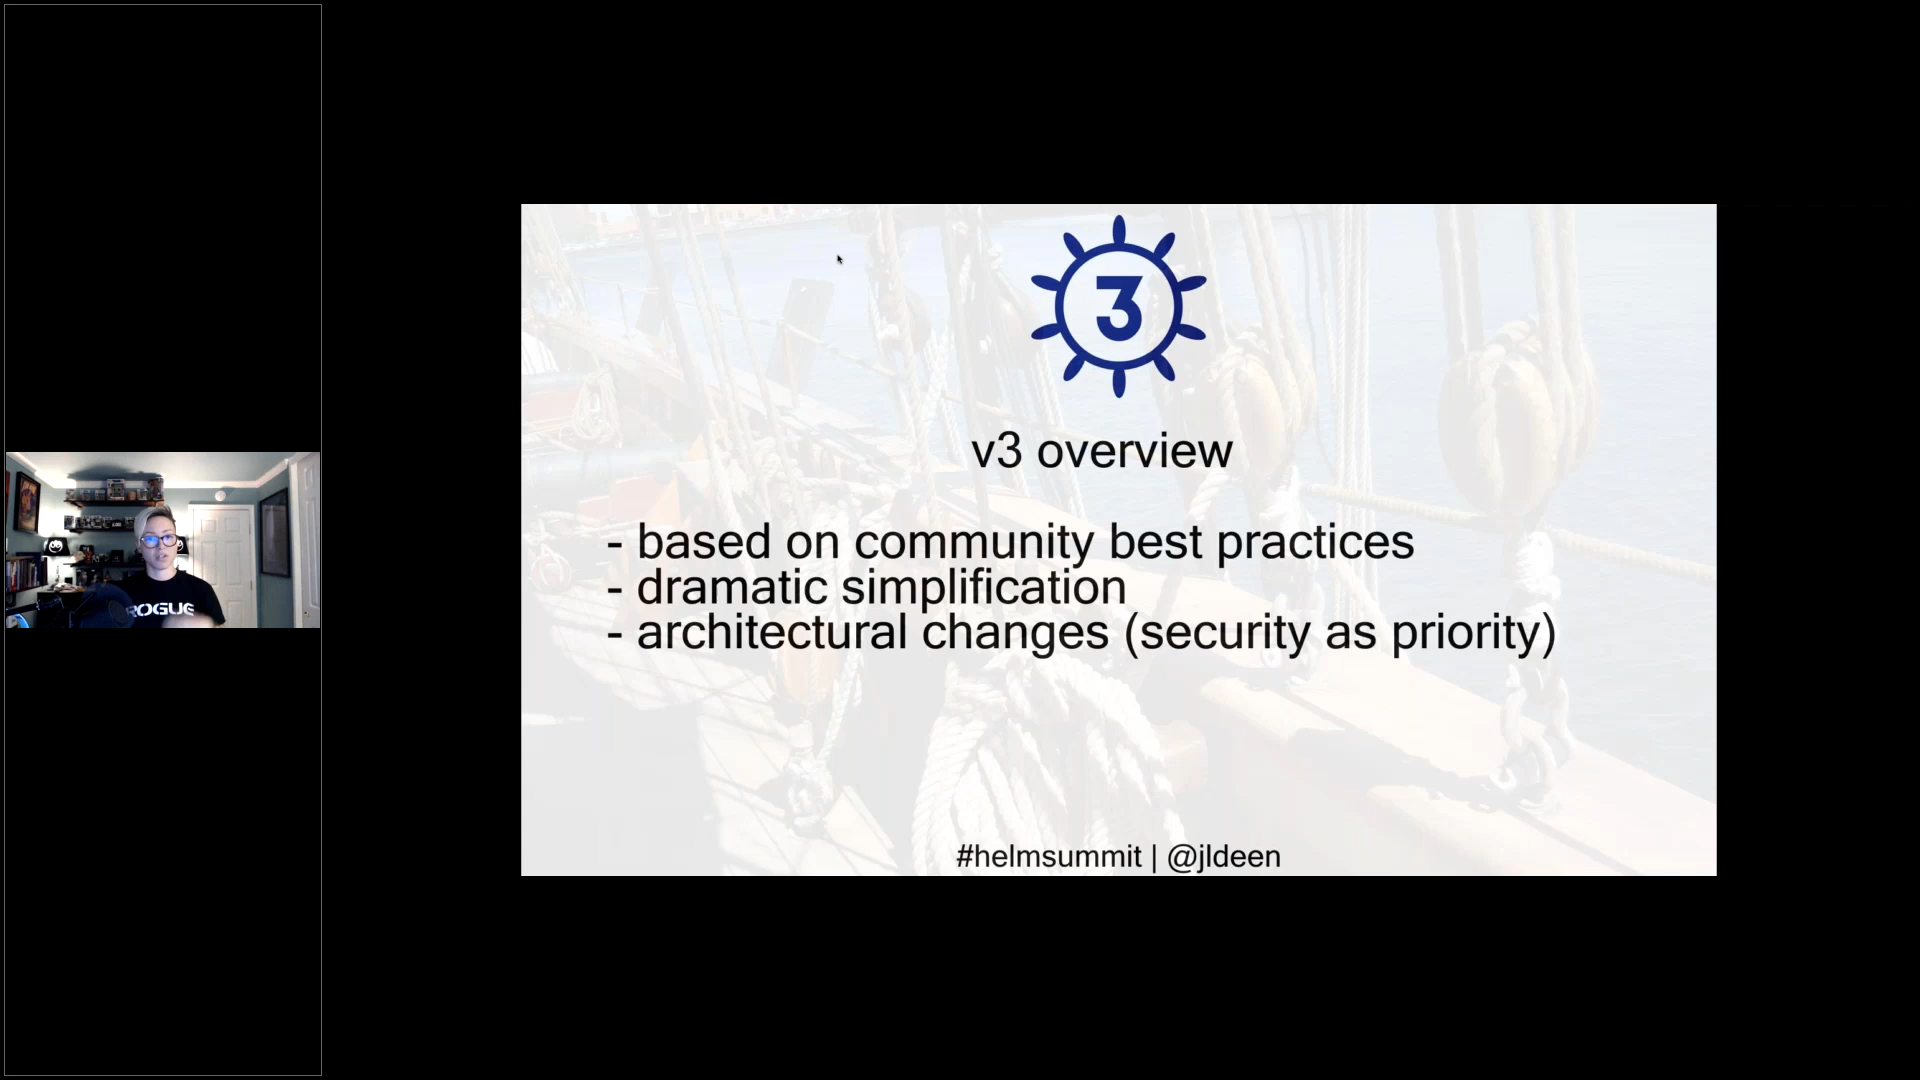 3
v3 overview
- based on community best practices
- dramatic simplification
- architectural changes (security as priority)
#helmsummit | @jldeen
ROGUE